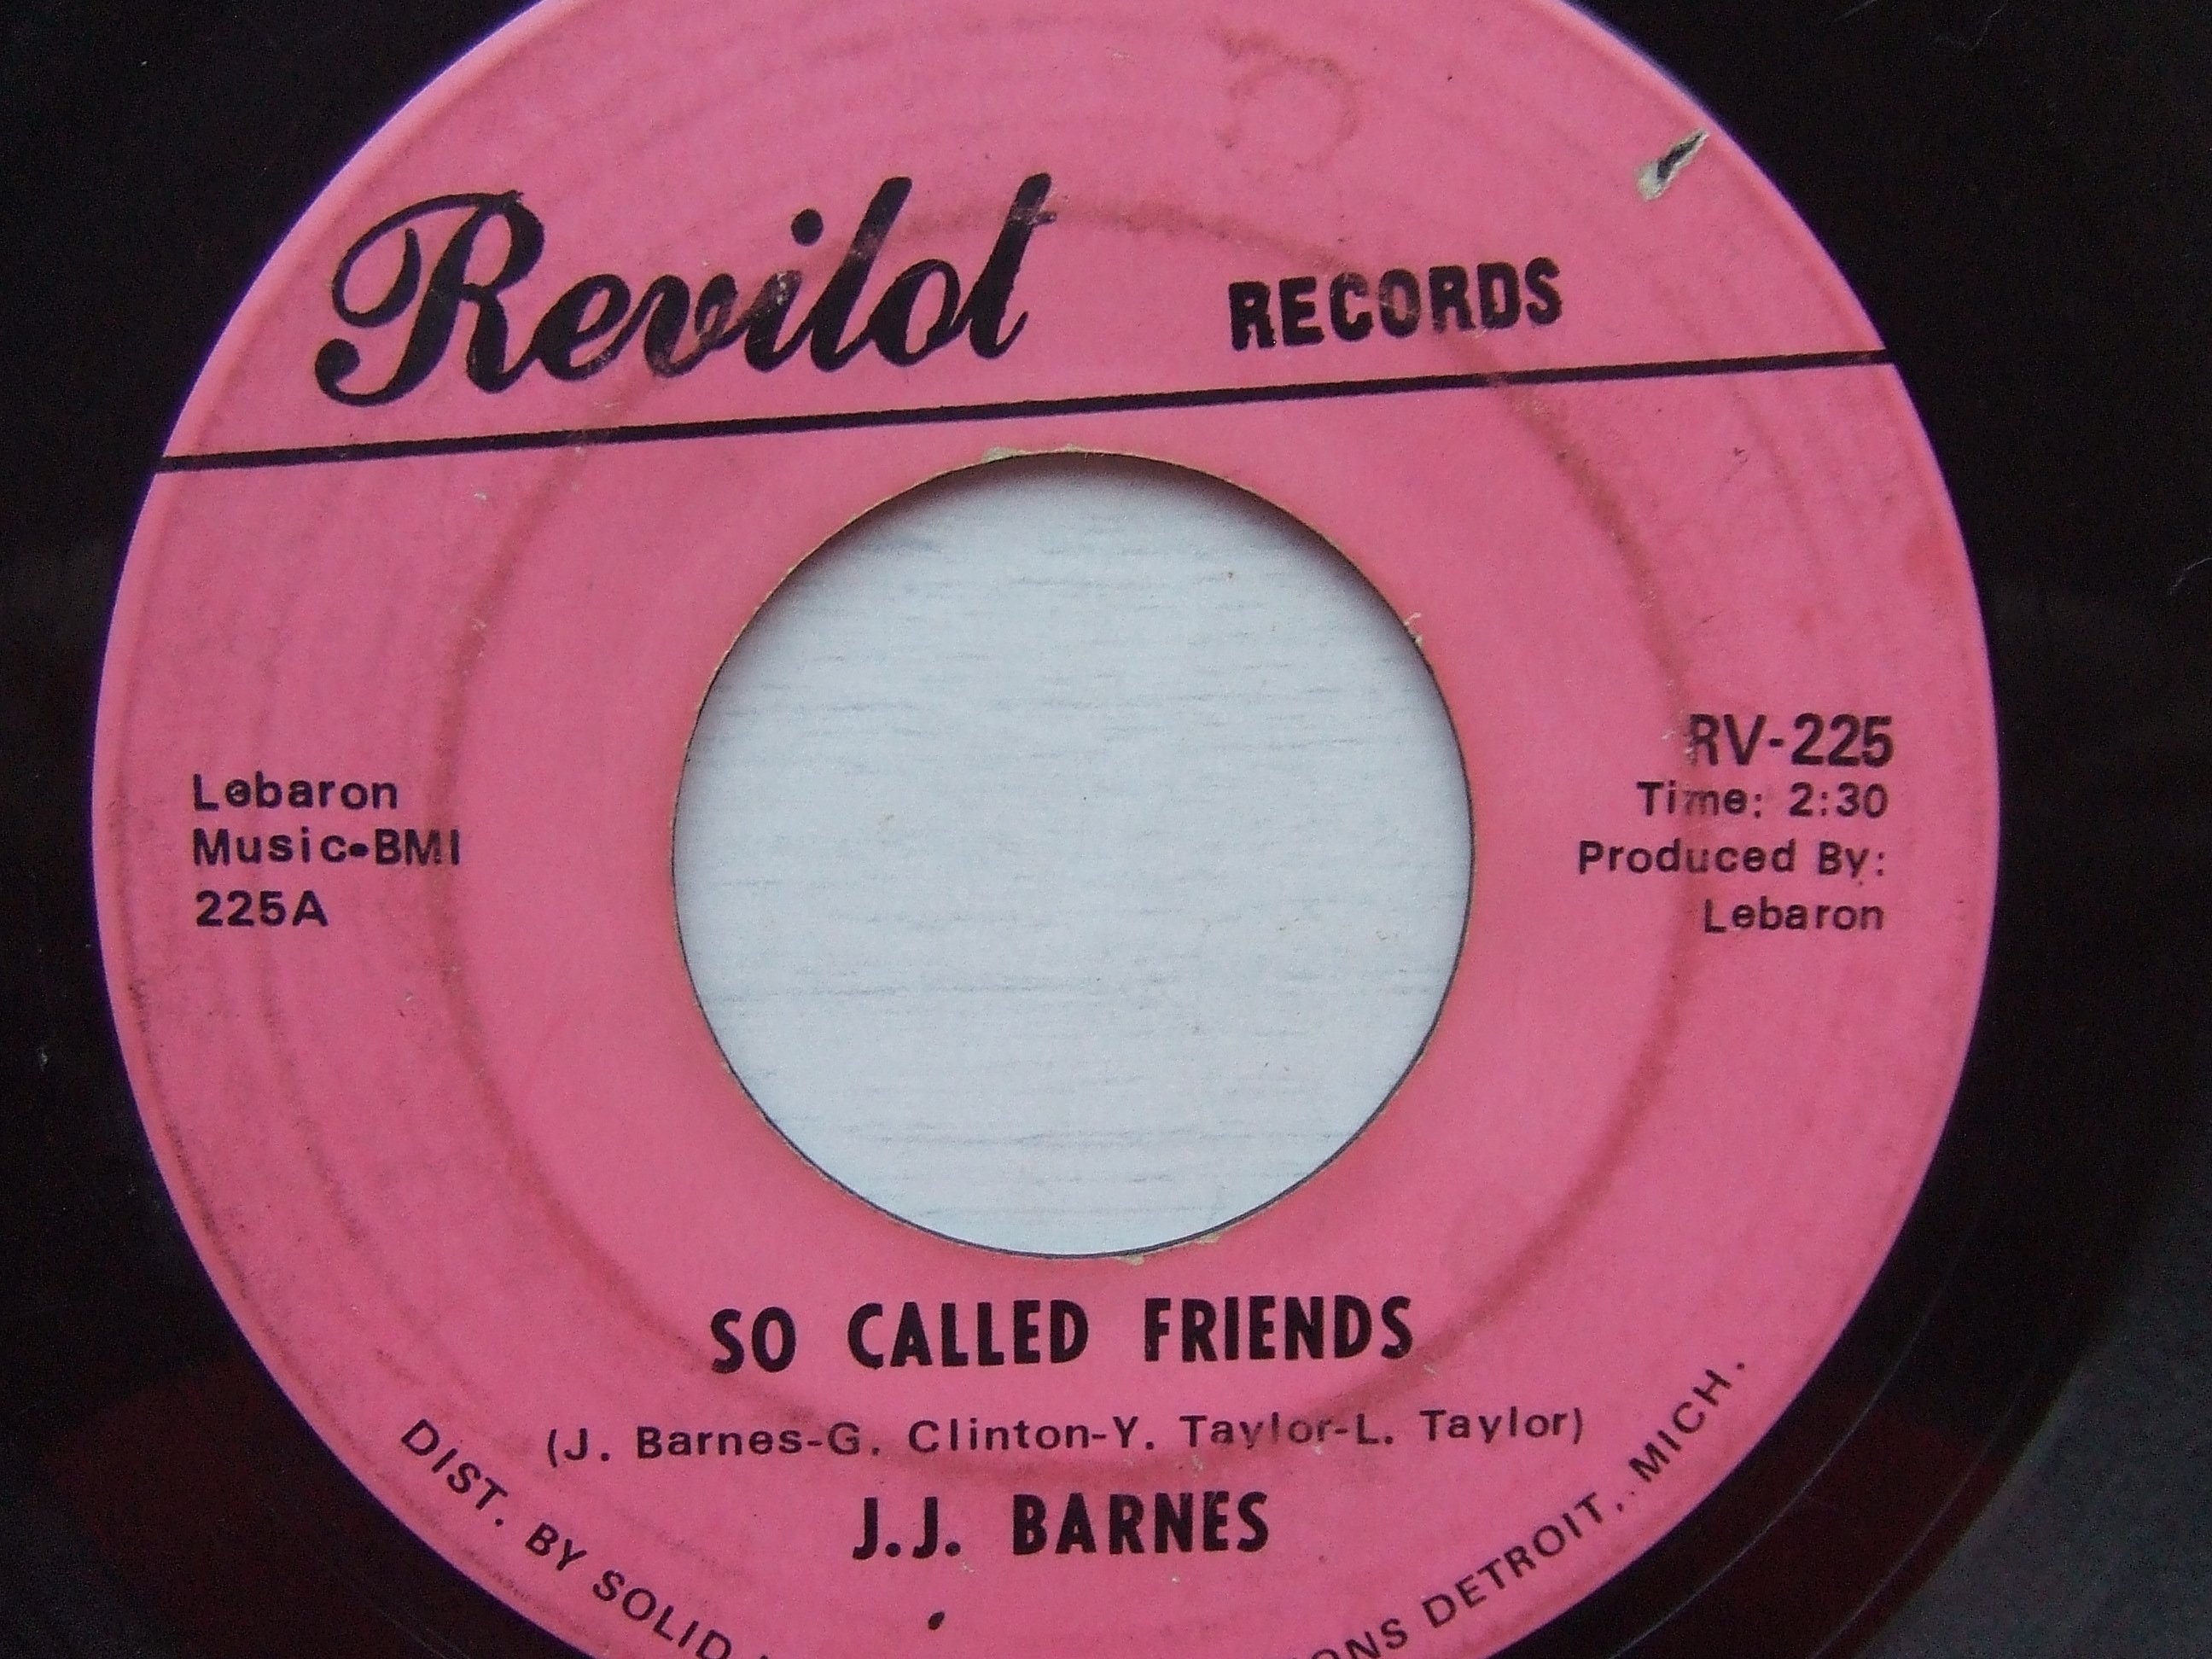 Revilot RECORDS
Lebaron
Music•BMI
225A
RV-225
Time: 2:30
Produced By:
Lebaron
SO CALLED FRIENDS
(J. Barnes-G. Clinton-Y. Taylor-L. Taylor)
J.J. BARNES
DIST. BY SOLID DETROIT, MICH.